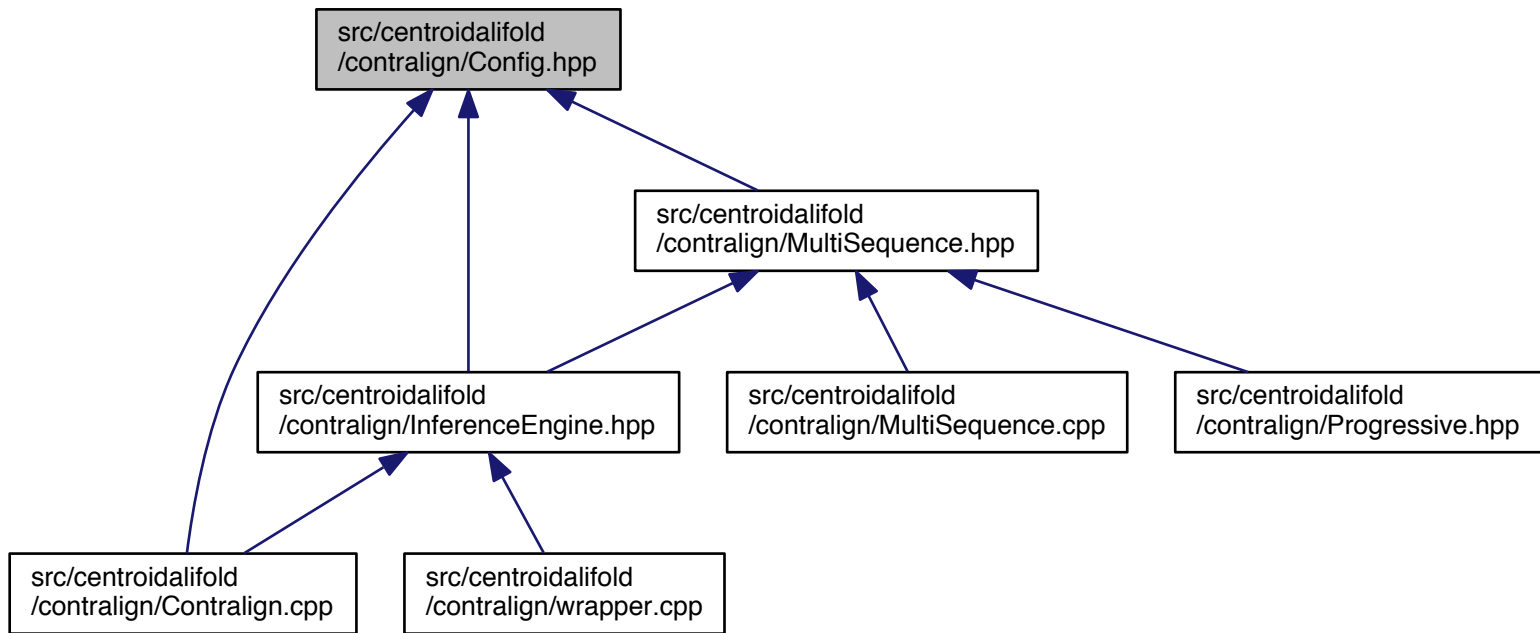 src/centroidalifold
/contralign/Config.hpp
src/centroidalifold
/contralign/MultiSequence.hpp
src/centroidalifold
/contralign/InferenceEngine.hpp
src/centroidalifold
/contralign/MultiSequence.cpp
src/centroidalifold
/contralign/Progressive.hpp
src/centroidalifold
/contralign/Contralign.cpp
src/centroidalifold
/contralign/wrapper.cpp